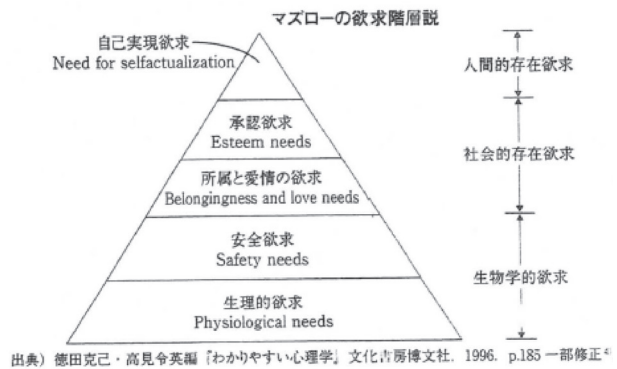 マズローの欲求階層説
自己実現欲求
Need for selfactualization
人間的存在欲求
承認欲求
Esteem needs
社会的存在欲求
所属と愛情の欲求
Belongingness and love needs
安全欲求
Safety needs
生物学的欲求
生理的欲求
Physiological needs
出典）徳田克己・高見令英編『わかりやすい心理学』文化書房博文社．1996．p.185 一部修正